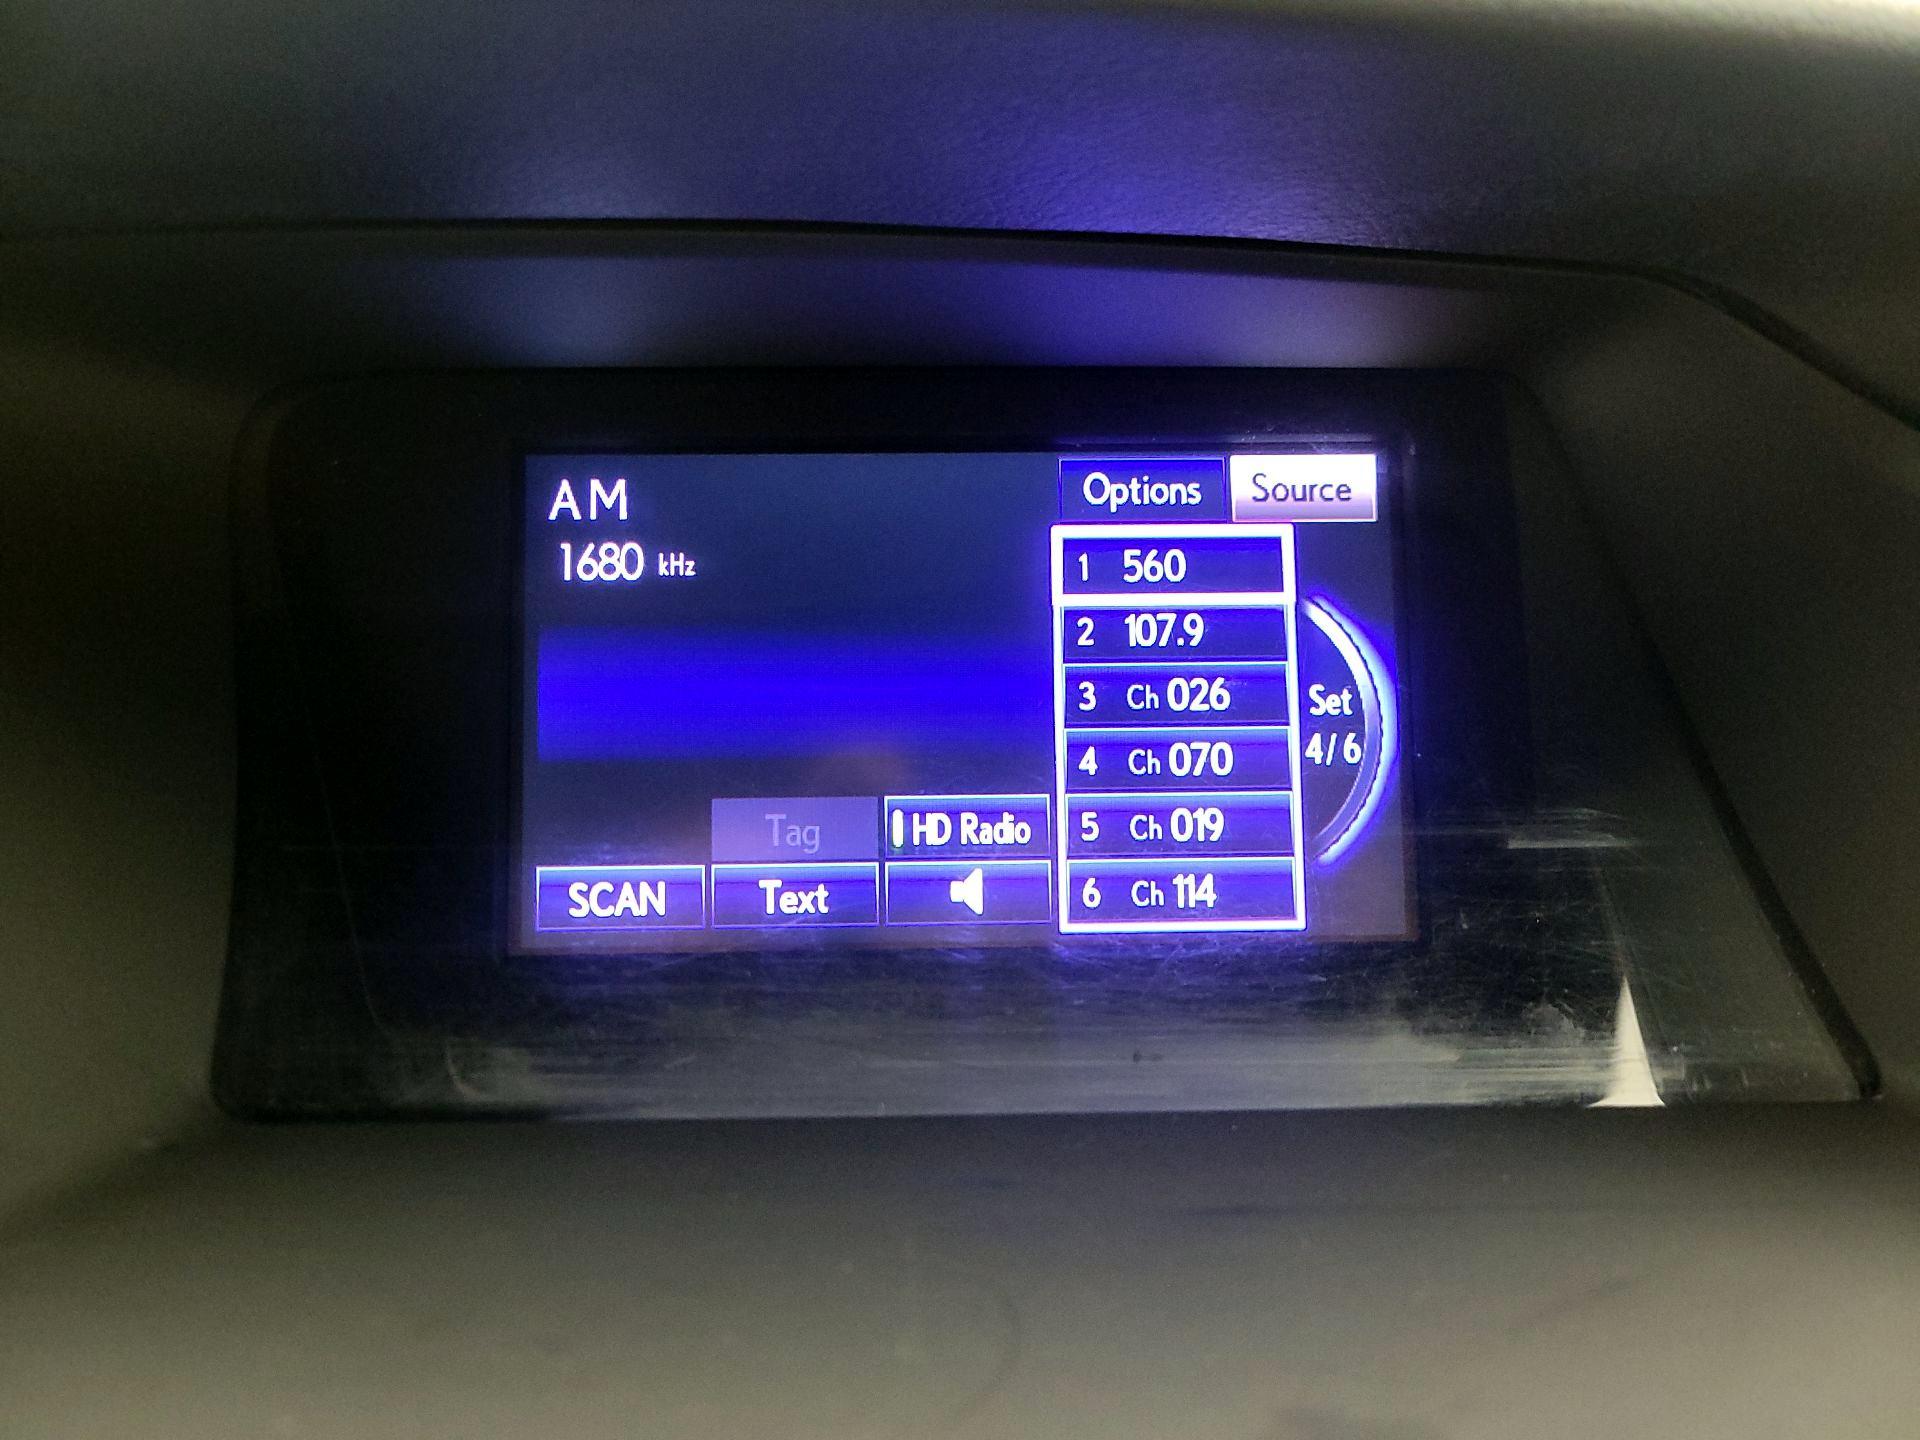 AM
1680 kHz
Options
Source
1 560
2 107.9
3 Ch 026
4 Ch 070
5 Ch 019
6 Ch 114
Set
4/6
Tag
HD Radio
SCAN
Text